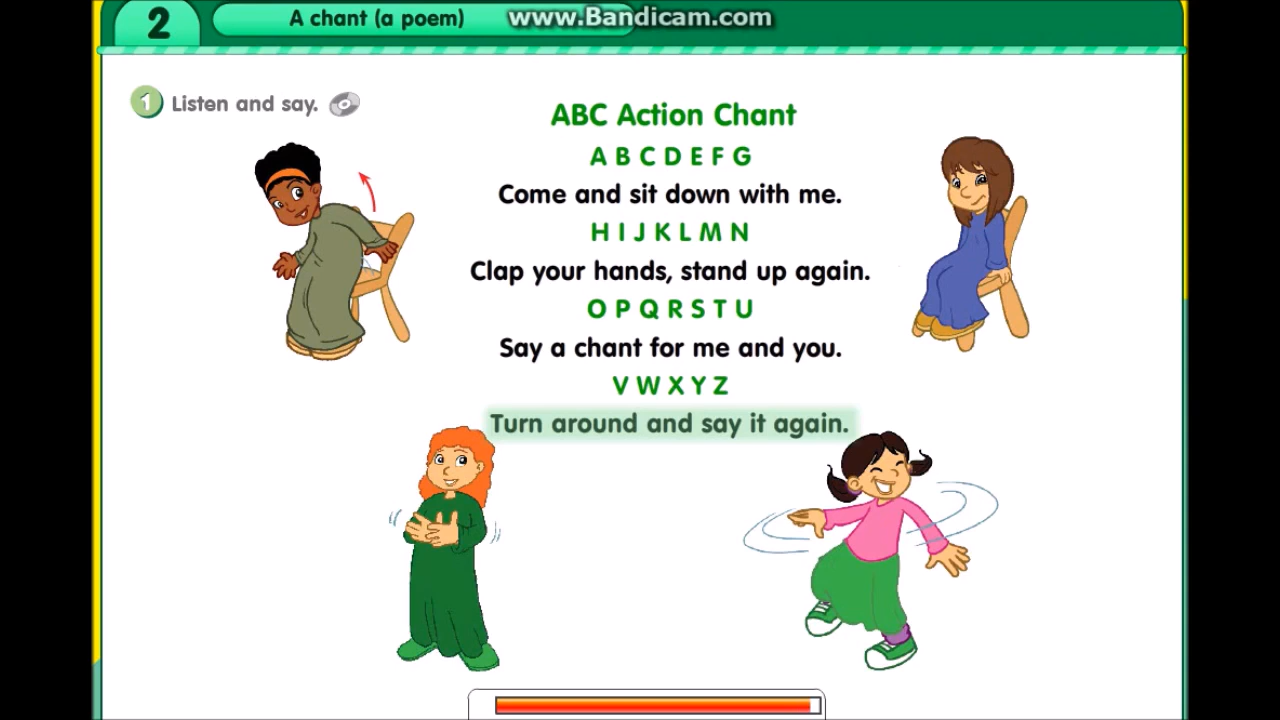 2
A chant (a poem)
www.Bandicam.com
1 Listen and say.
ABC Action Chant
A B C D E F G
Come and sit down with me.
H I J K L M N
Clap your hands, stand up again.
O P Q R S T U
Say a chant for me and you.
V W X Y Z
Turn around and say it again.